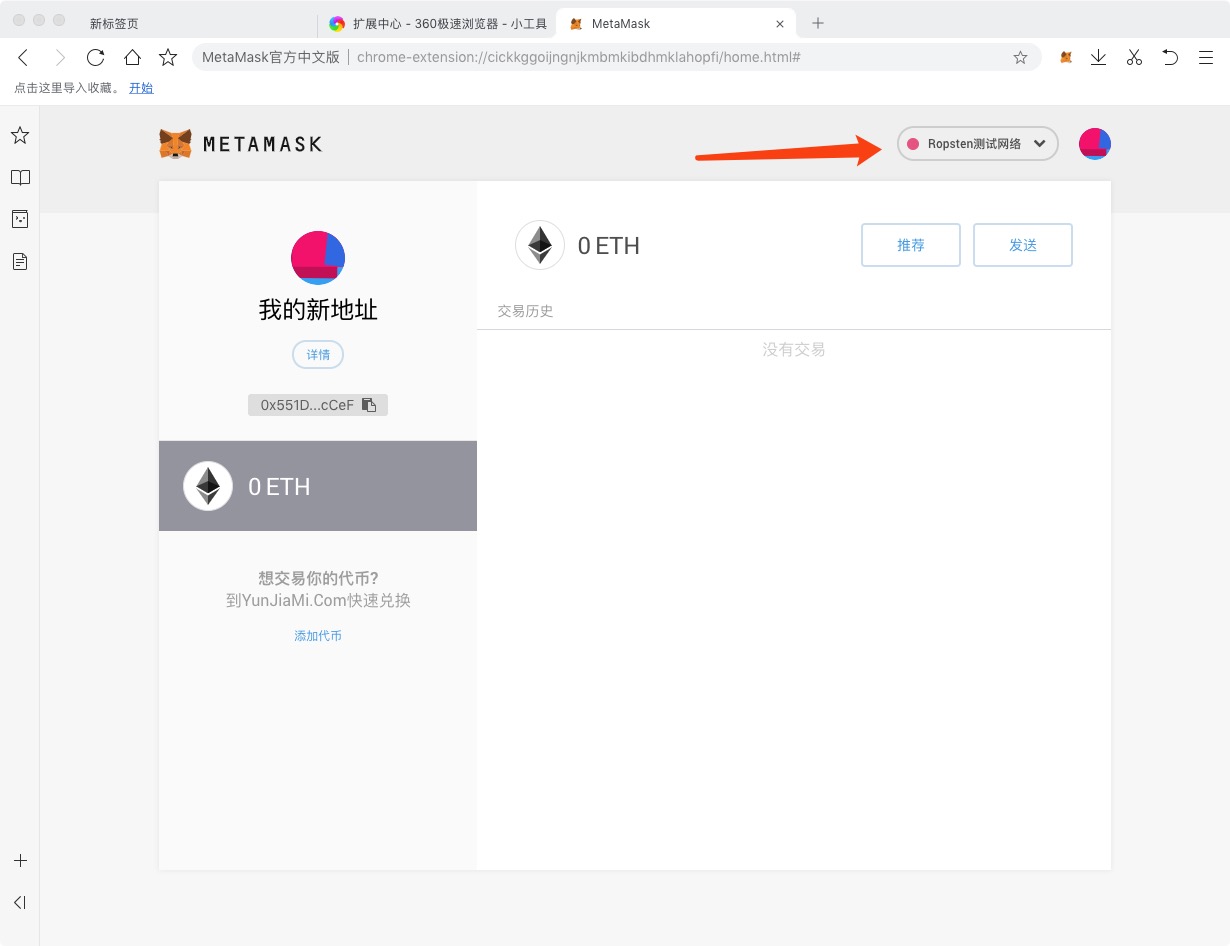 新标签页
扩展中心 - 360极速浏览器 - 小工具
MetaMask
MetaMask官方中文版
chrome-extension://cickkggoijngnjkmbmkibdhmklahopfi/home.html#
点击这里导入收藏。 开始
METAMASK
Ropsten测试网络
我的新地址
详情
0x551D...cCeF
0 ETH
想交易你的代币?
到YunJiaMi.Com快速兑换
添加代币
0 ETH
推荐
发送
交易历史
没有交易